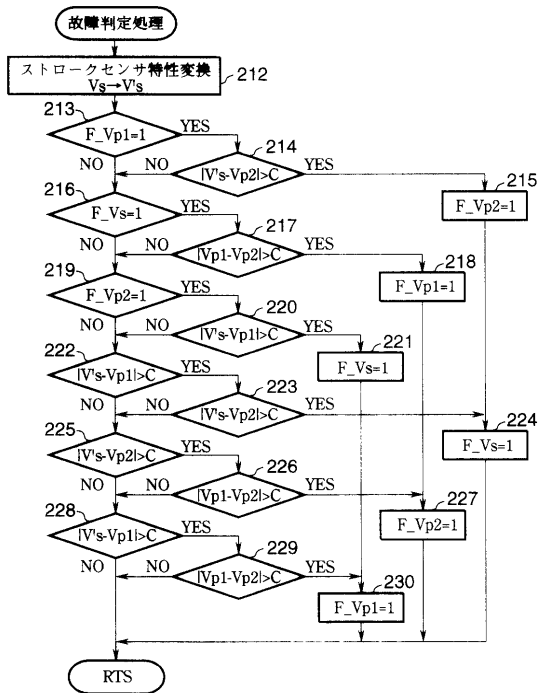 故障判定処理
ストロークセンサ特性変換
Vs→V's
212
213
F_Vp1=1
YES
NO
214
|V's-Vp2|>C
NO
YES
215
F_Vp2=1
216
F_Vs=1
YES
NO
217
|Vp1-Vp2|>C
NO
YES
218
F_Vp1=1
219
F_Vp2=1
YES
NO
220
|V's-Vp1|>C
NO
YES
221
F_Vs=1
222
|V's-Vp1|>C
YES
NO
223
|V's-Vp2|>C
NO
YES
224
F_Vs=1
225
|V's-Vp2|>C
YES
NO
226
|Vp1-Vp2|>C
NO
YES
227
F_Vp2=1
228
|V's-Vp1|>C
YES
NO
229
|Vp1-Vp2|>C
NO
YES
230
F_Vp1=1
RTS